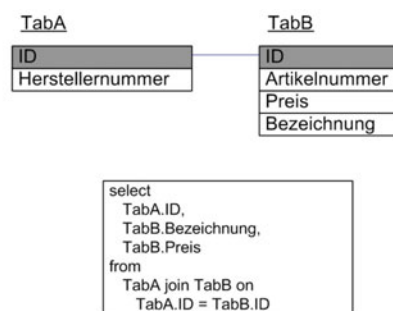 TabA
ID
Herstellernummer
TabB
ID
Artikelnummer
Preis
Bezeichnung
select
TabA.ID,
TabB.Bezeichnung,
TabB.Preis
from
TabA join TabB on
TabA.ID = TabB.ID